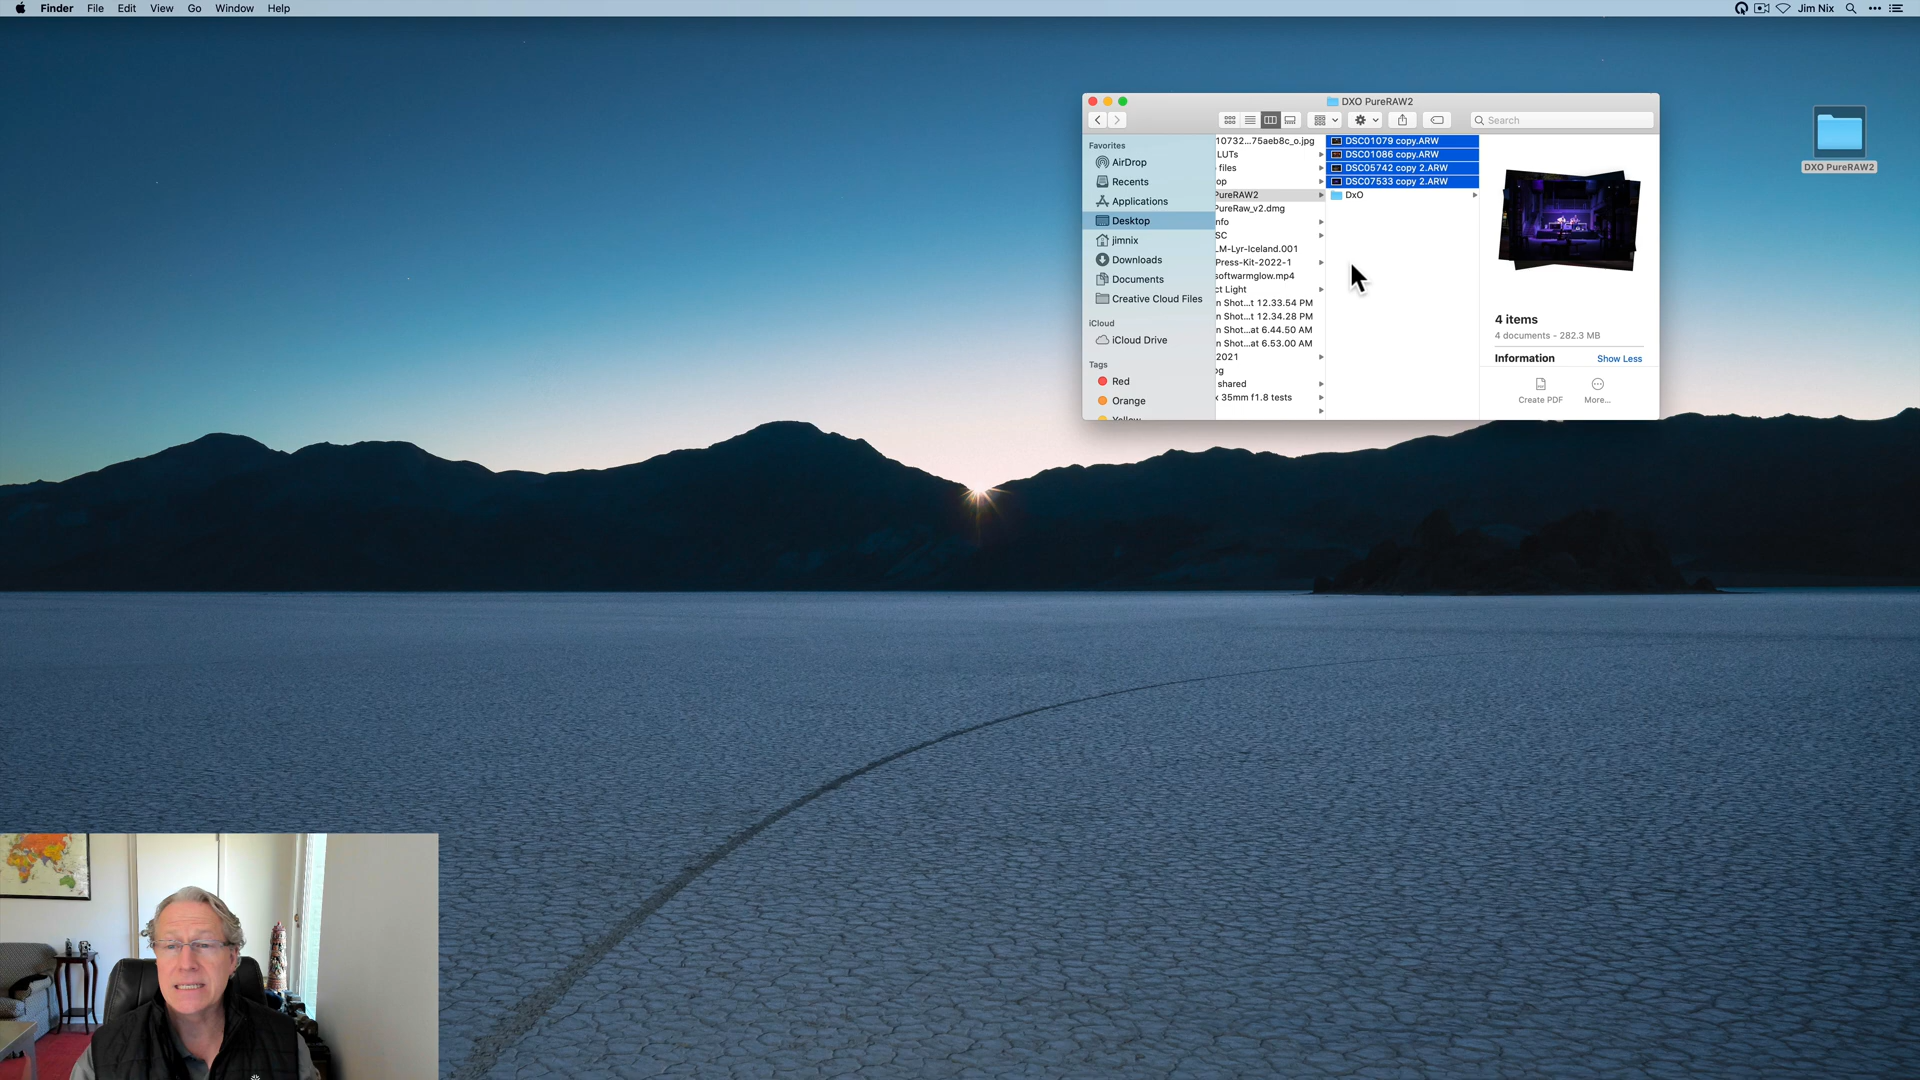 Finder File Edit View Go Window Help
Jim Nix
DXO PureRAW2
Search
Favorites
AirDrop
Recents
Applications
Desktop
jimnix
Downloads
Documents
Creative Cloud Files
iCloud
iCloud Drive
Tags
Red
Orange
Yellow
10732...75aeb8c_o.jpg
LUTs
files
op
PureRAW2
PureRaw_v2.dmg
nfo
SC
LM-Lyr-Iceland.001
Press-Kit-2022-1
softwarmglow.mp4
ct Light
n Shot...t 12.33.54 PM
n Shot...t 12.34.28 PM
n Shot...at 6.44.50 AM
n Shot...at 6.53.00 AM
2021
og
shared
x 35mm f1.8 tests
DSC01079 copy.ARW
DSC01086 copy.ARW
DSC05742 copy 2.ARW
DSC07533 copy 2.ARW
DxO
4 items
4 documents - 282.3 MB
Information Show Less
Create PDF
More...
DXO PureRAW2